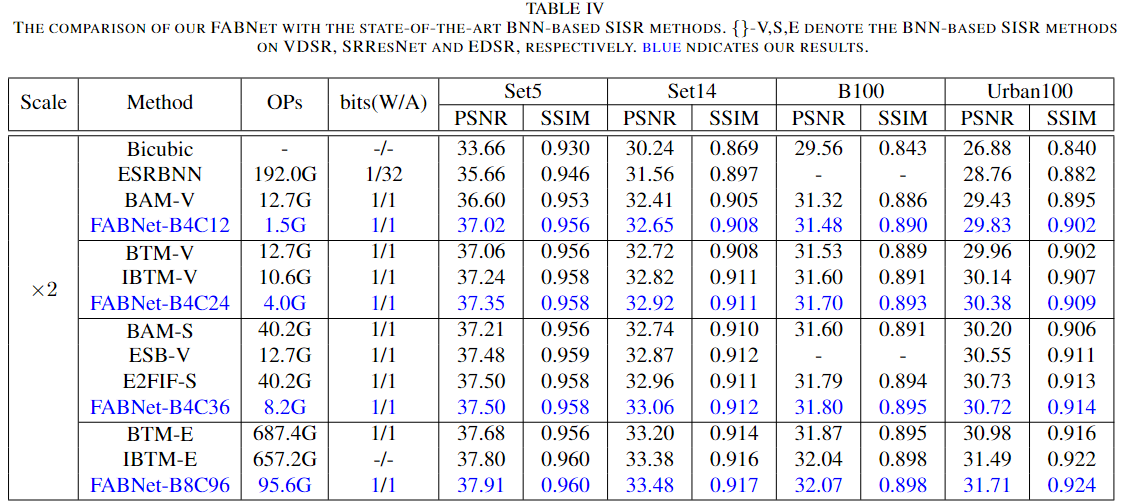 TABLE IV
THE COMPARISON OF OUR FABNET WITH THE STATE-OF-THE-ART BNN-BASED SISR METHODS. {}-V,S,E DENOTE THE BNN-BASED SISR METHODS
ON VDSR, SRRESNET AND EDSR, RESPECTIVELY. BLUE NDICATES OUR RESULTS.
Scale Method OPs bits(W/A) Set5 Set14 B100 Urban100
PSNR SSIM PSNR SSIM PSNR SSIM PSNR SSIM
×2
Bicubic - -/- 33.66 0.930 30.24 0.869 29.56 0.843 26.88 0.840
ESRBNN 192.0G 1/32 35.66 0.946 31.56 0.897 - - 28.76 0.882
BAM-V 12.7G 1/1 36.60 0.953 32.41 0.905 31.32 0.886 29.43 0.895
FABNet-B4C12 1.5G 1/1 37.02 0.956 32.65 0.908 31.48 0.890 29.83 0.902
BTM-V 12.7G 1/1 37.06 0.956 32.72 0.908 31.53 0.889 29.96 0.902
IBTM-V 10.6G 1/1 37.24 0.958 32.82 0.911 31.60 0.891 30.14 0.907
FABNet-B4C24 4.0G 1/1 37.35 0.958 32.92 0.911 31.70 0.893 30.38 0.909
BAM-S 40.2G 1/1 37.21 0.956 32.74 0.910 31.60 0.891 30.20 0.906
ESB-V 12.7G 1/1 37.48 0.959 32.87 0.912 - - 30.55 0.911
E2FIF-S 40.2G 1/1 37.50 0.958 32.96 0.911 31.79 0.894 30.73 0.913
FABNet-B4C36 8.2G 1/1 37.50 0.958 33.06 0.912 31.80 0.895 30.72 0.914
BTM-E 687.4G 1/1 37.68 0.956 33.20 0.914 31.87 0.895 30.98 0.916
IBTM-E 657.2G -/- 37.80 0.960 33.38 0.916 32.04 0.898 31.49 0.922
FABNet-B8C96 95.6G 1/1 37.91 0.960 33.48 0.917 32.07 0.898 31.71 0.924